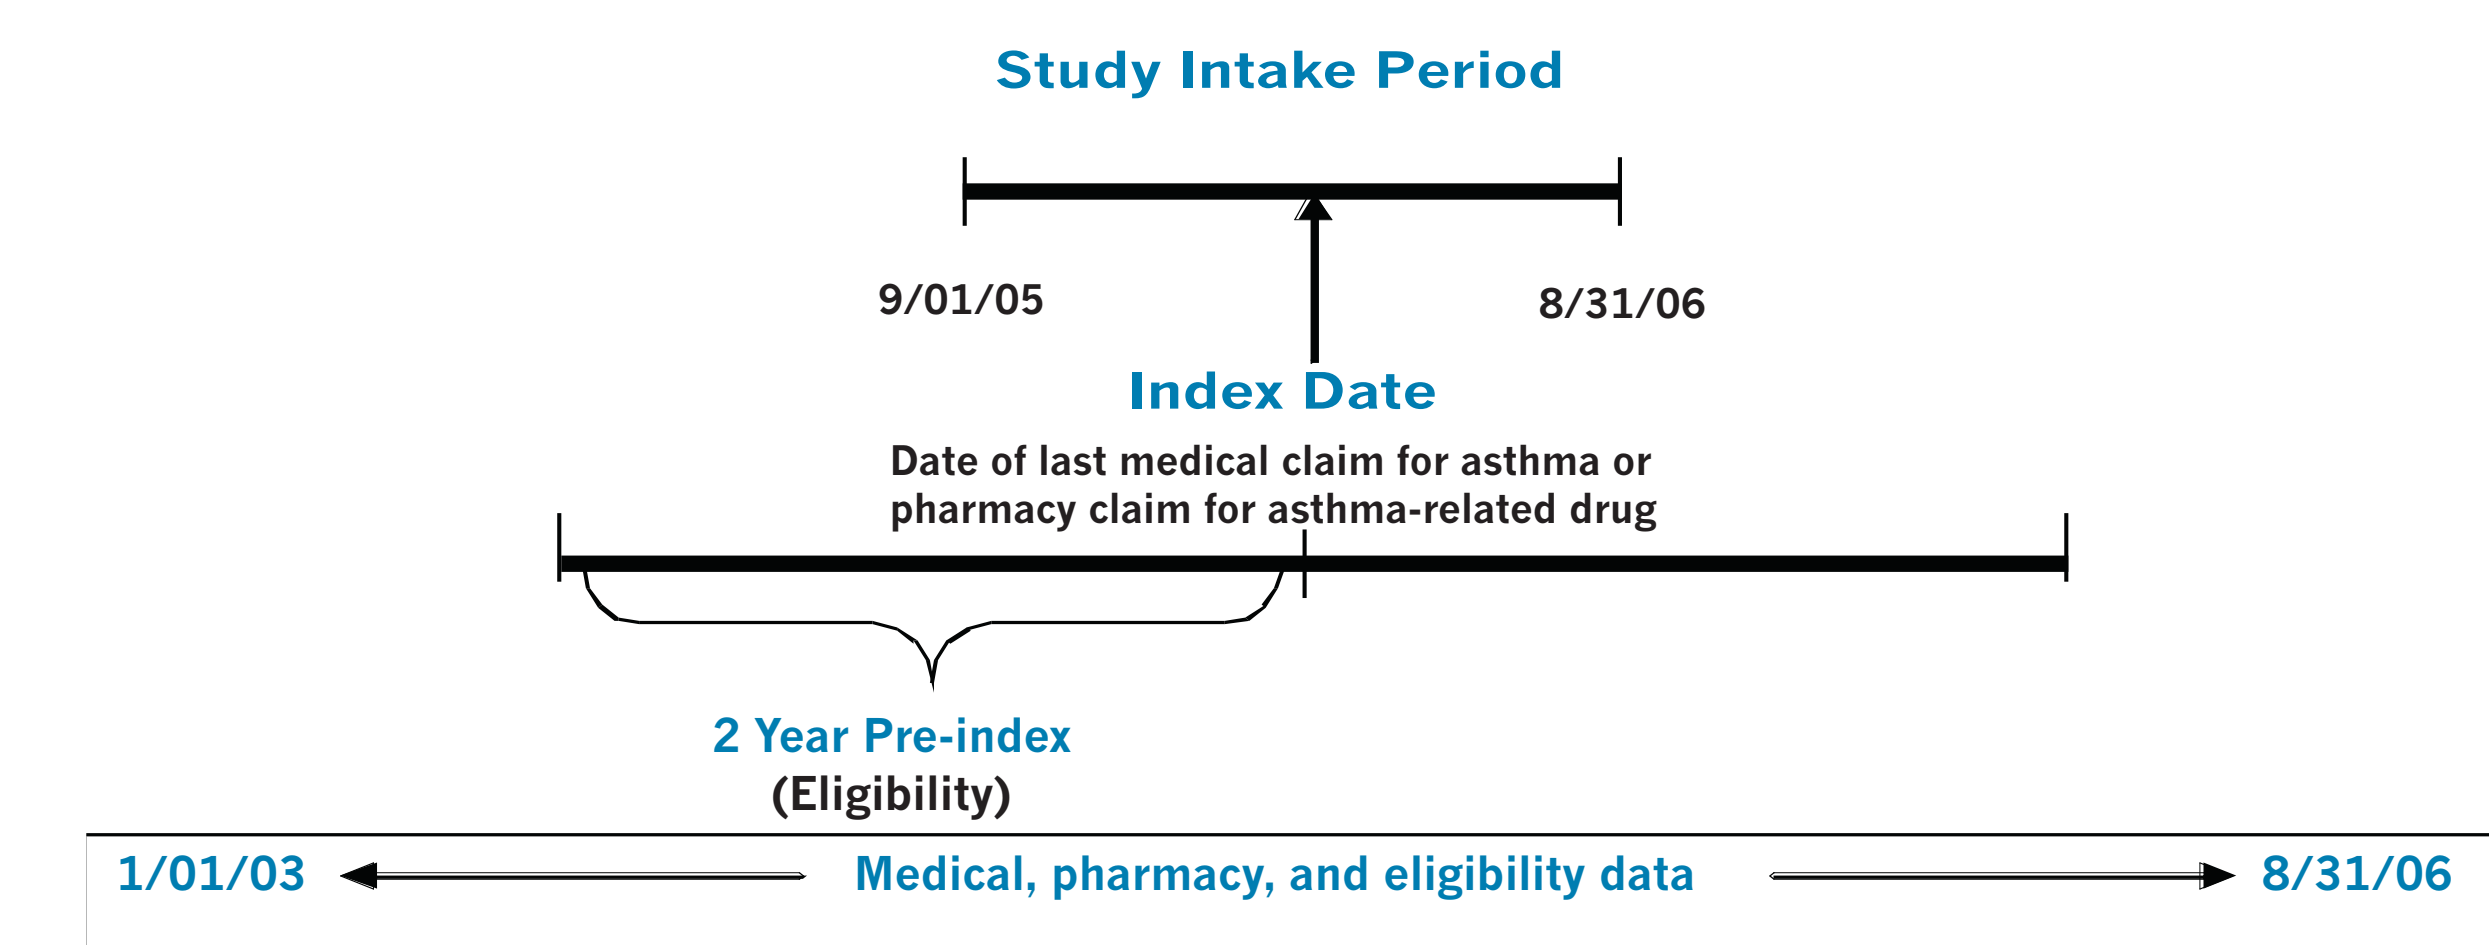 Study Intake Period
9/01/05
8/31/06
Index Date
Date of last medical claim for asthma or
pharmacy claim for asthma-related drug
2 Year Pre-index
(Eligibility)
1/01/03
Medical, pharmacy, and eligibility data
8/31/06